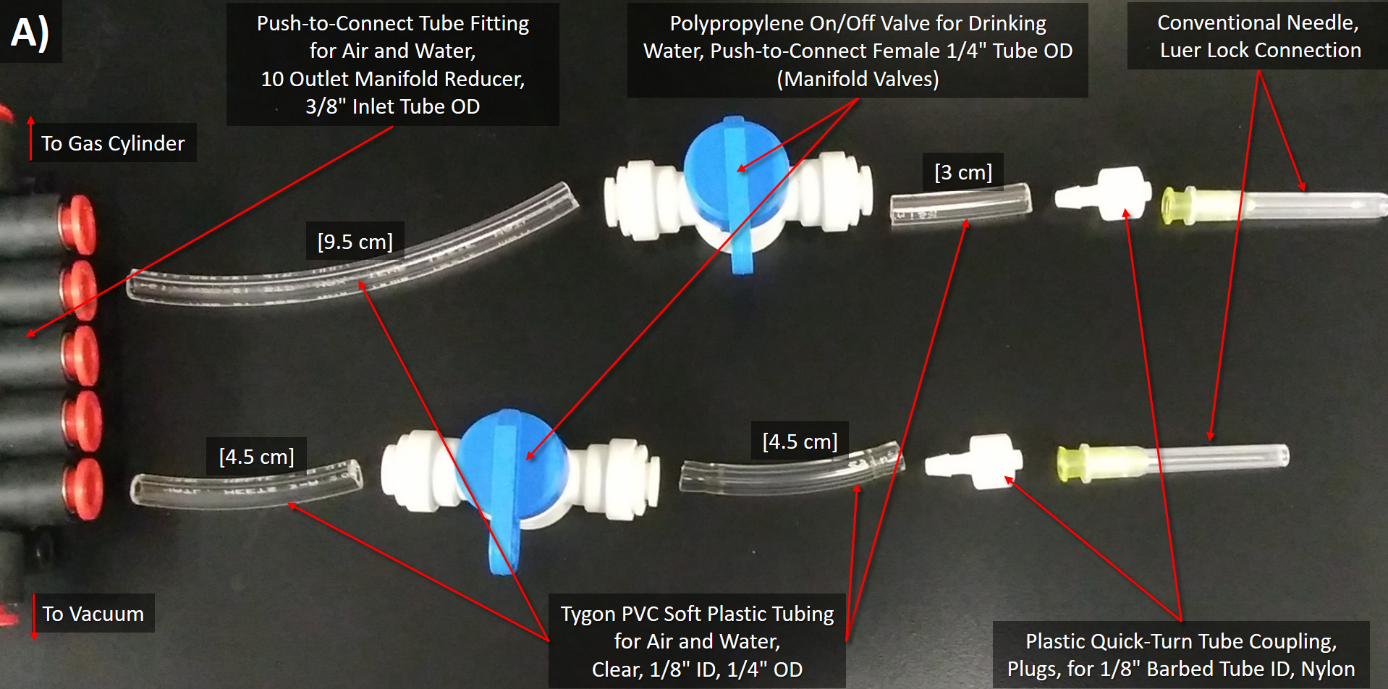 A)
Push-to-Connect Tube Fitting
for Air and Water,
10 Outlet Manifold Reducer,
3/8" Inlet Tube OD
Polypropylene On/Off Valve for Drinking
Water, Push-to-Connect Female 1/4" Tube OD
(Manifold Valves)
Conventional Needle,
Luer Lock Connection
To Gas Cylinder
[3 cm]
[9.5 cm]
[4.5 cm]
[4.5 cm]
To Vacuum
Tygon PVC Soft Plastic Tubing
for Air and Water,
Clear, 1/8" ID, 1/4" OD
Plastic Quick-Turn Tube Coupling,
Plugs, for 1/8" Barbed Tube ID, Nylon